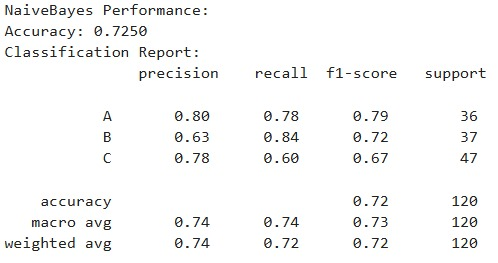 NaiveBayes Performance:
Accuracy: 0.7250
Classification Report:
precision recall f1-score support
A 0.80 0.78 0.79 36
B 0.63 0.84 0.72 37
C 0.78 0.60 0.67 47
accuracy 0.72 120
macro avg 0.74 0.74 0.73 120
weighted avg 0.74 0.72 0.72 120